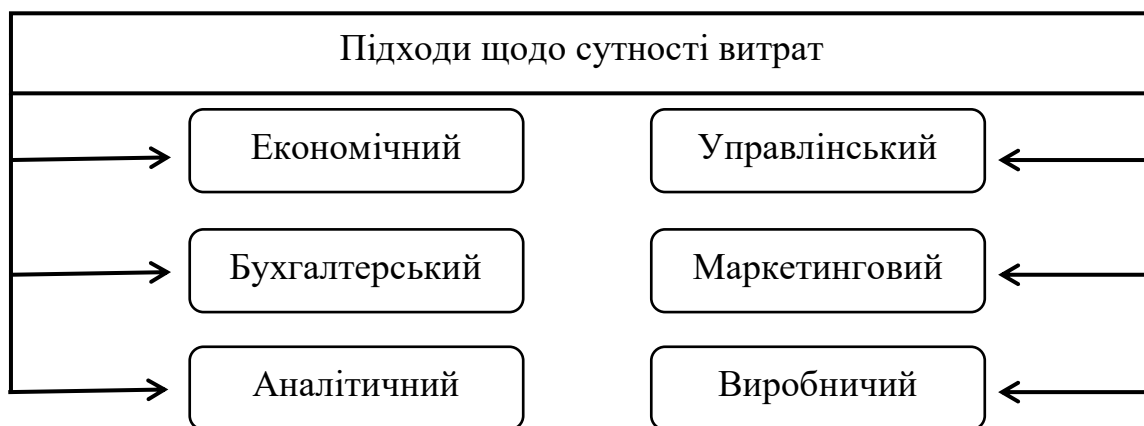 Підходи щодо сутності витрат
Економічний
Управлінський
Бухгалтерський
Маркетинговий
Аналітичний
Виробничий